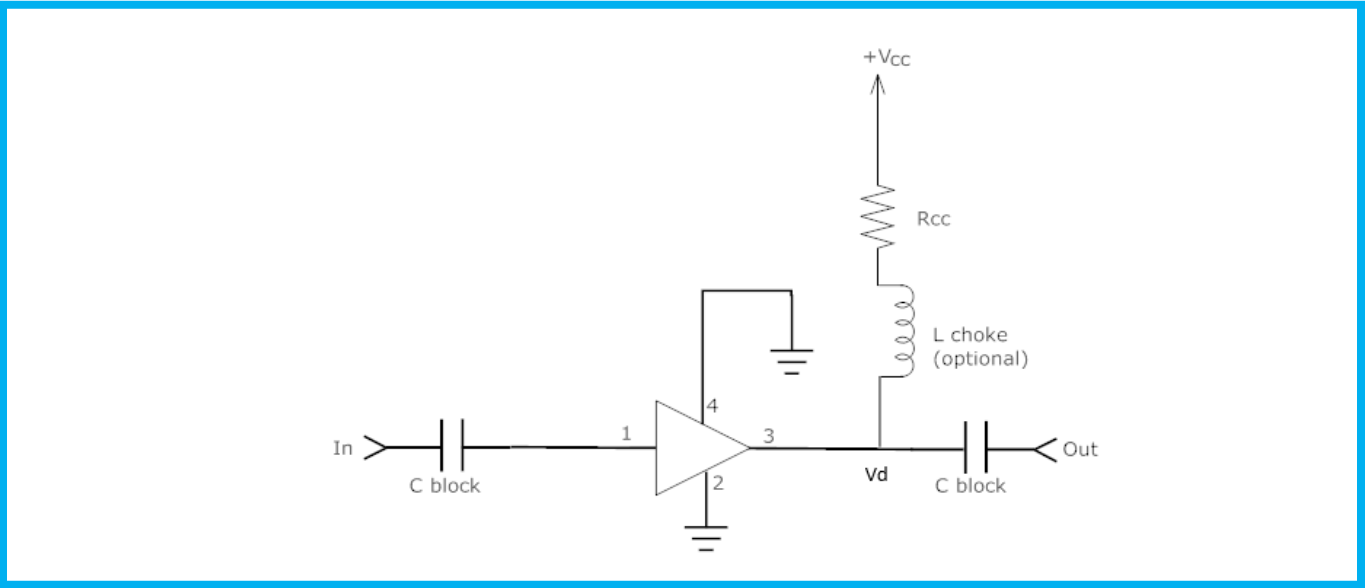 +Vcc
Rcc
L choke
(optional)
4
In
1
3
Out
C block
2
Vd
C block